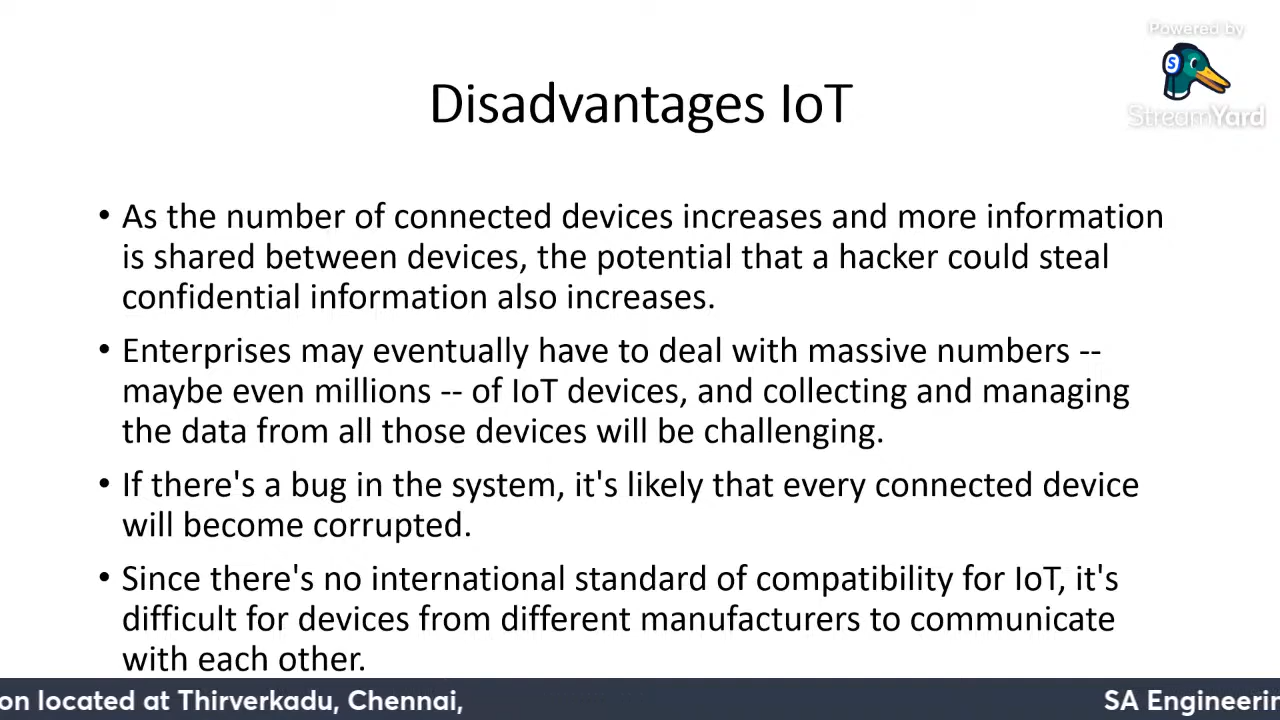 Powered by
StreamYard
Disadvantages IoT
• As the number of connected devices increases and more information
is shared between devices, the potential that a hacker could steal
confidential information also increases.
• Enterprises may eventually have to deal with massive numbers --
maybe even millions -- of IoT devices, and collecting and managing
the data from all those devices will be challenging.
• If there's a bug in the system, it's likely that every connected device
will become corrupted.
• Since there's no international standard of compatibility for IoT, it's
difficult for devices from different manufacturers to communicate
with each other.
on located at Thirverkadu, Chennai, SA Engineerin